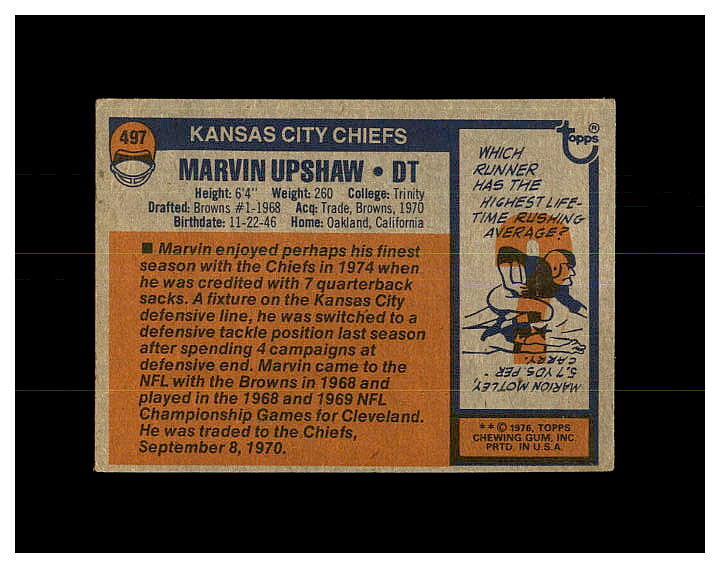 497
KANSAS CITY CHIEFS
MARVIN UPSHAW • DT
Height: 6'4" Weight: 260 College: Trinity
Drafted: Browns #1-1968 Acq: Trade, Browns, 1970
Birthdate: 11-22-46 Home: Oakland, California
■ Marvin enjoyed perhaps his finest
season with the Chiefs in 1974 when
he was credited with 7 quarterback
sacks. A fixture on the Kansas City
defensive line, he was switched to a
defensive tackle position last season
after spending 4 campaigns at
defensive end. Marvin came to the
NFL with the Browns in 1968 and
played in the 1968 and 1969 NFL
Championship Games for Cleveland.
He was traded to the Chiefs,
September 8, 1970.
topps®
WHICH
RUNNER
HAS THE
HIGHEST LIFE-
TIME RUSHING
AVERAGE?
?
MARION MOTLEY,
5.7 YDS. PER
CARRY.
**© 1976, TOPPS
CHEWING GUM, INC.
PRTD. IN U.S.A.